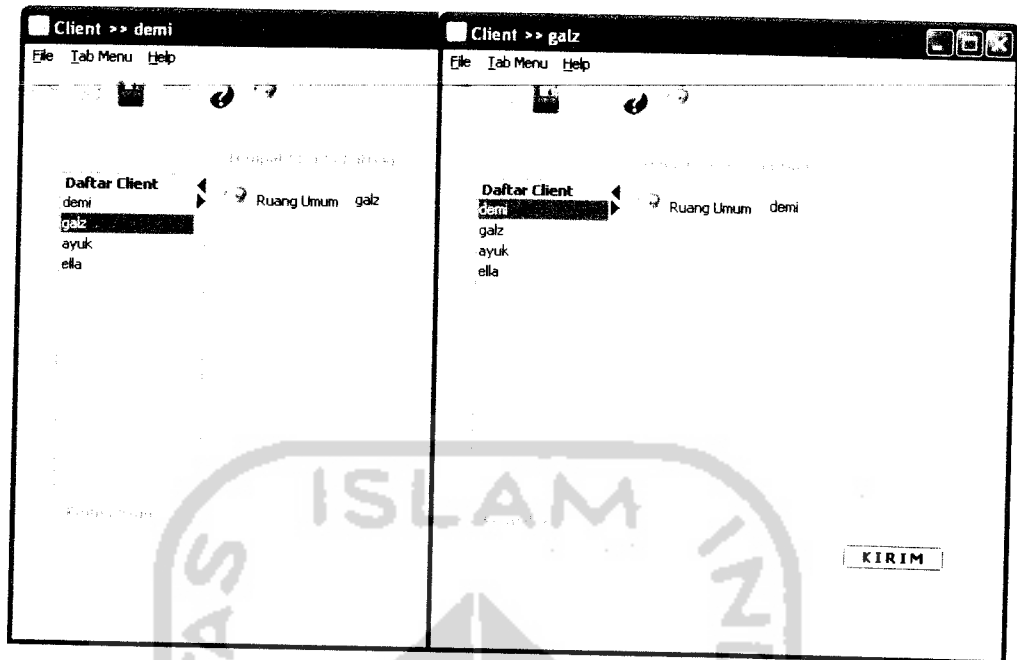 Client >> demi
File Tab Menu Help
Daftar Client
demi
galz
ayuk
ella
Ruang Umum galz
Client >> galz
File Tab Menu Help
Daftar Client
demi
galz
ayuk
ella
Ruang Umum demi
KIRIM
ISLAM